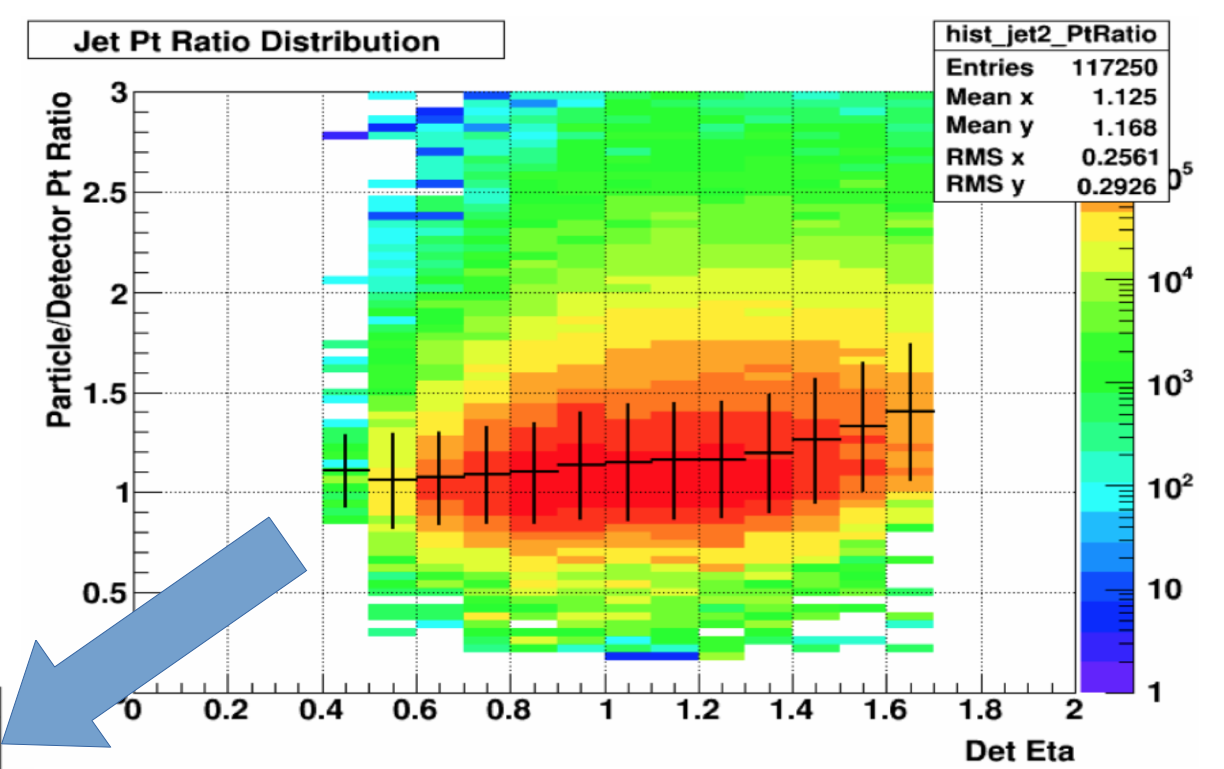 Jet Pt Ratio Distribution
hist_jet2_PtRatio
Entries 117250
Mean x 1.125
Mean y 1.168
RMS x 0.2561
RMS y 0.2926
Particle/Detector Pt Ratio
3
2.5
2
1.5
1
0.5
0 0.2 0.4 0.6 0.8 1 1.2 1.4 1.6 1.8 2
Det Eta
0⁵
10⁴
10³
10²
10
1